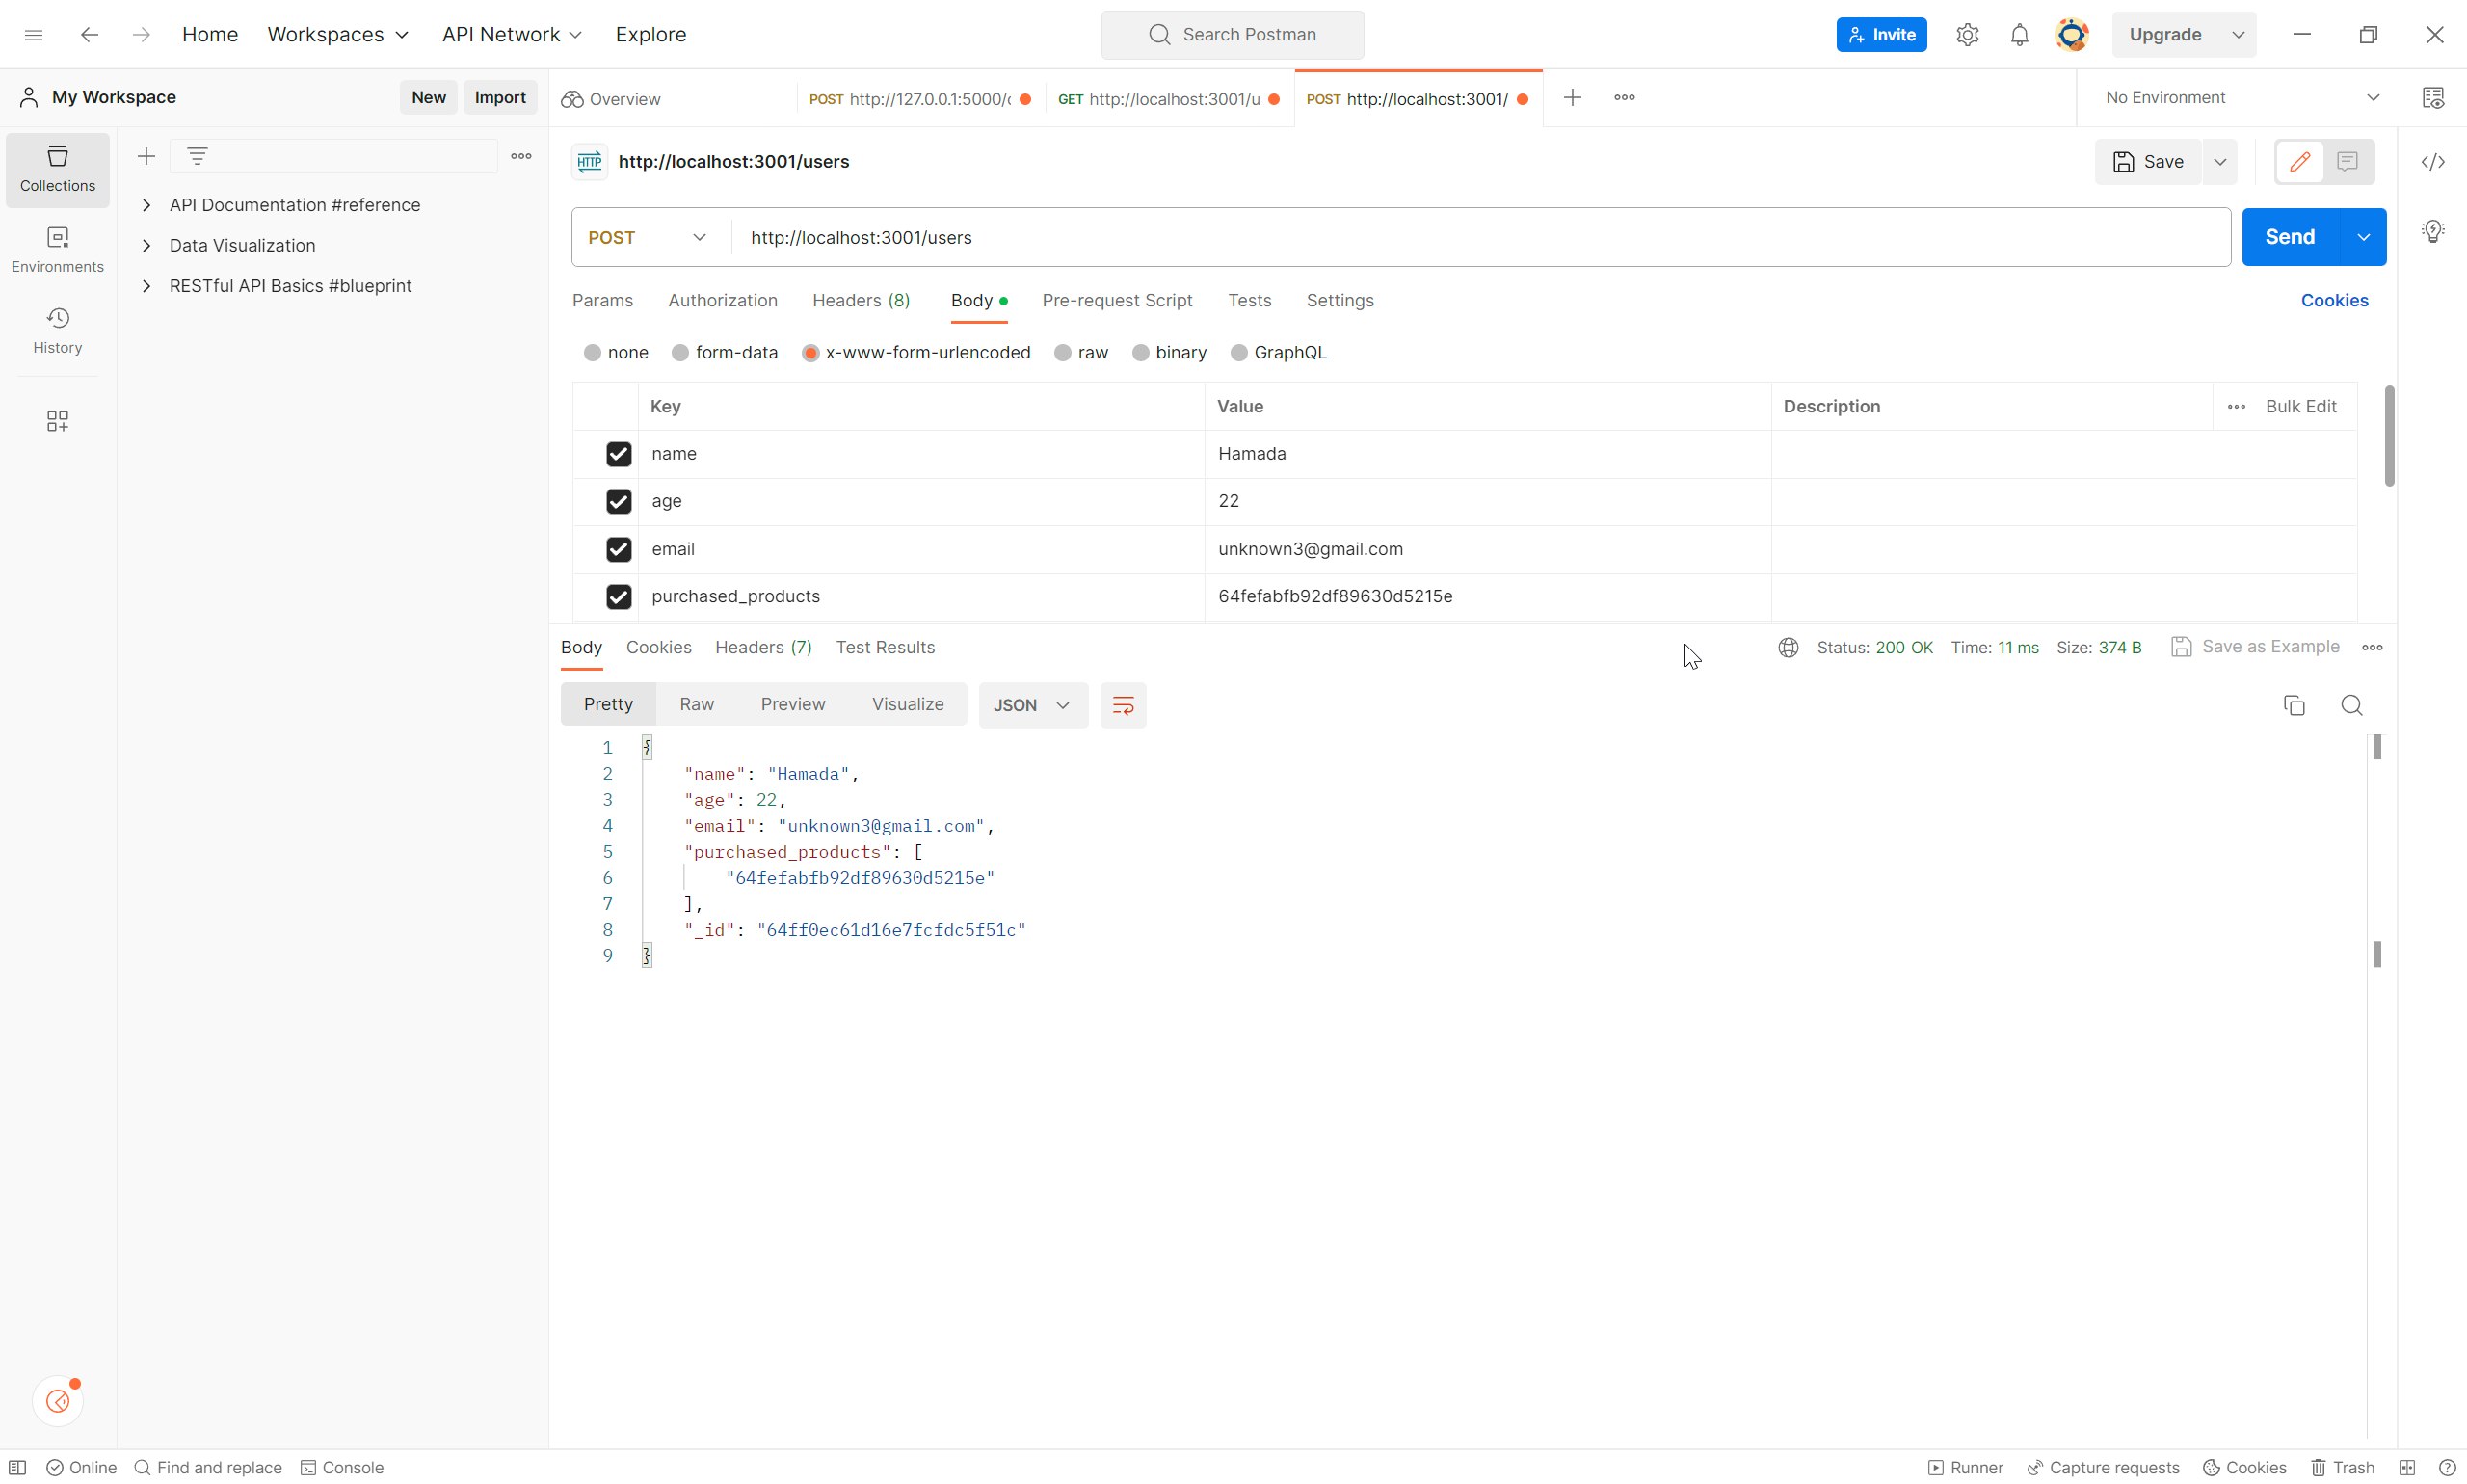 Home Workspaces API Network Explore Search Postman Invite Upgrade
My Workspace New Import Overview POST http://127.0.0.1:5000/( GET http://localhost:3001/u POST http://localhost:3001/ No Environment
Collections
Environments
History
API Documentation #reference
Data Visualization
RESTful API Basics #blueprint
HTTP http://localhost:3001/users Save
POST http://localhost:3001/users Send
Params Authorization Headers (8) Body Pre-request Script Tests Settings Cookies
none form-data x-www-form-urlencoded raw binary GraphQL
Key Value Description Bulk Edit
name Hamada
age 22
email unknown3@gmail.com
purchased_products 64fefabfb92df89630d5215e
Body Cookies Headers (7) Test Results Status: 200 OK Time: 11 ms Size: 374 B Save as Example
Pretty Raw Preview Visualize JSON
1 {
2 "name": "Hamada",
3 "age": 22,
4 "email": "unknown3@gmail.com",
5 "purchased_products": [
6 "64fefabfb92df89630d5215e"
7 ],
8 "_id": "64ff0ec61d16e7fcfdc5f51c"
9 }
Online Find and replace Console Runner Capture requests Cookies Trash